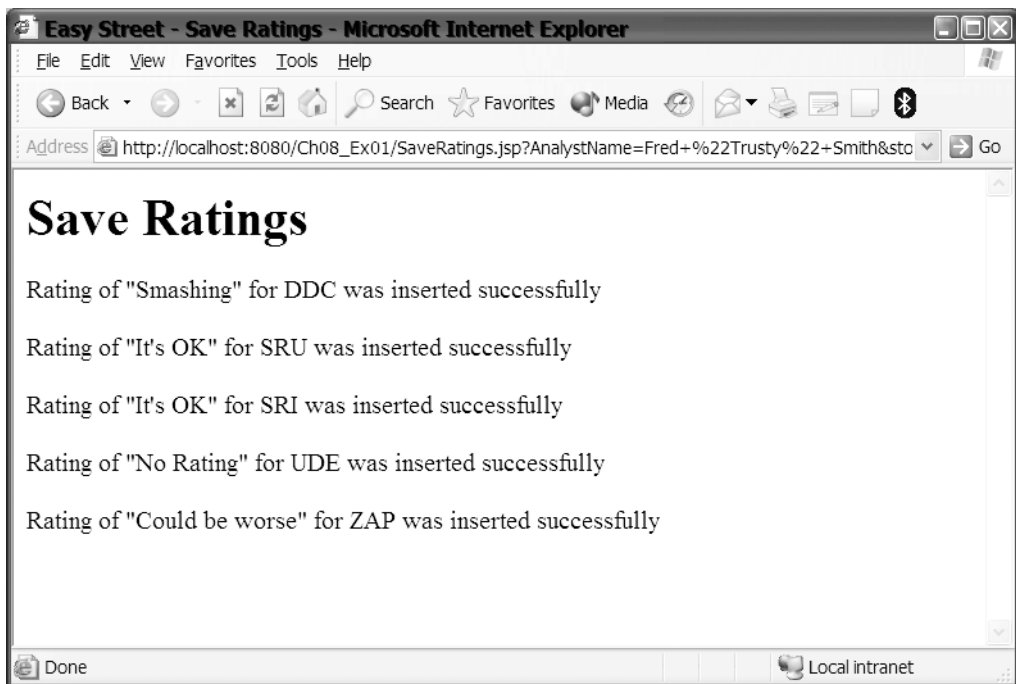 Easy Street - Save Ratings - Microsoft Internet Explorer
File Edit View Favorites Tools Help
Back Search Favorites Media
Address http://localhost:8080/Ch08_Ex01/SaveRatings.jsp?AnalystName=Fred+%22Trusty%22+Smith&sto Go
Save Ratings
Rating of "Smashing" for DDC was inserted successfully
Rating of "It's OK" for SRU was inserted successfully
Rating of "It's OK" for SRI was inserted successfully
Rating of "No Rating" for UDE was inserted successfully
Rating of "Could be worse" for ZAP was inserted successfully
Done Local intranet